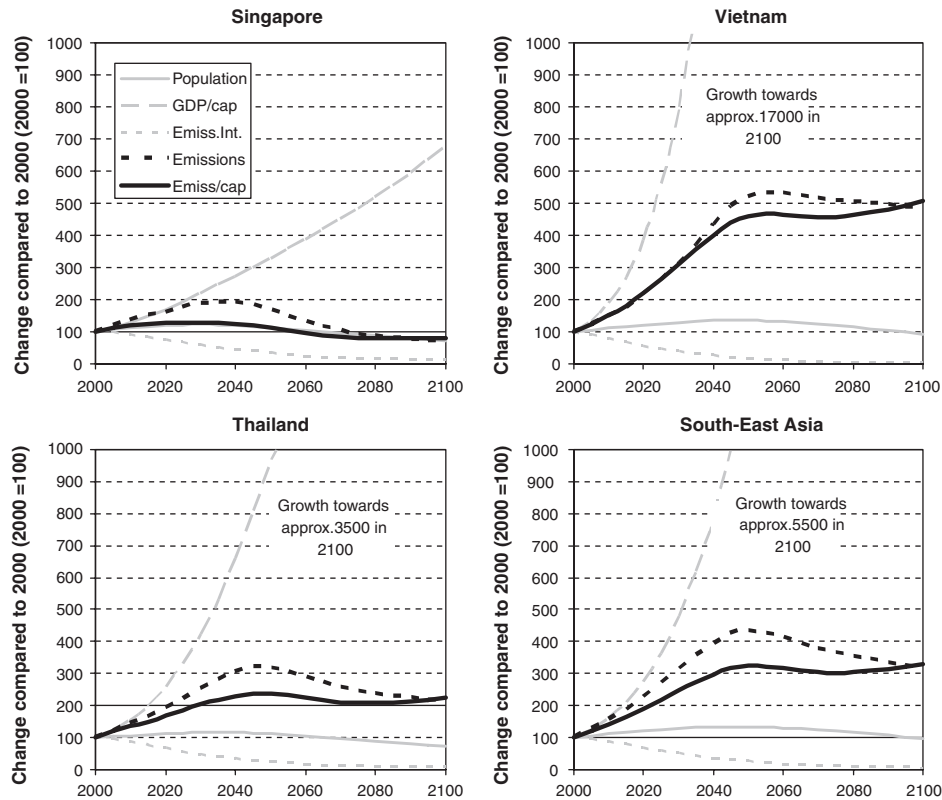 Singapore
Change compared to 2000 (2000 =100)
1000
900
800
700
600
500
400
300
200
100
0
Population
GDP/cap
Emiss.Int.
Emissions
Emiss/cap
2000 2020 2040 2060 2080 2100
Vietnam
Change compared to 2000 (2000 =100)
1000
900
800
700
600
500
400
300
200
100
0
Growth towards
approx.17000 in
2100
2000 2020 2040 2060 2080 2100
Thailand
Change compared to 2000 (2000 =100)
1000
900
800
700
600
500
400
300
200
100
0
Growth towards
approx.3500 in
2100
2000 2020 2040 2060 2080 2100
South-East Asia
Change compared to 2000 (2000 =100)
1000
900
800
700
600
500
400
300
200
100
0
Growth towards
approx.5500 in
2100
2000 2020 2040 2060 2080 2100